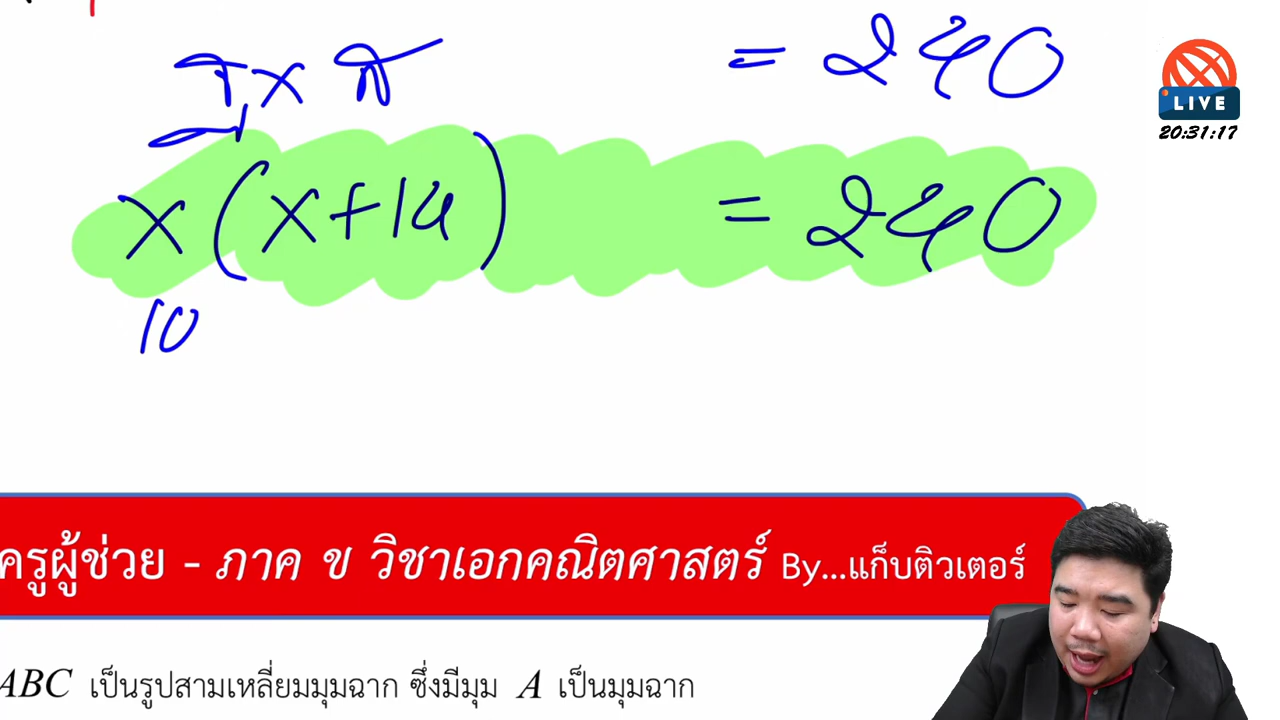 = 240
LIVE
20:31:17
x(x+14) = 240
10
ครูผู้ช่วย - ภาค ข วิชาเอกคณิตศาสตร์ By...แก็บติวเตอร์
ABC เป็นรูปสามเหลี่ยมมุมฉาก ซึ่งมีมุม A เป็นมุมฉาก